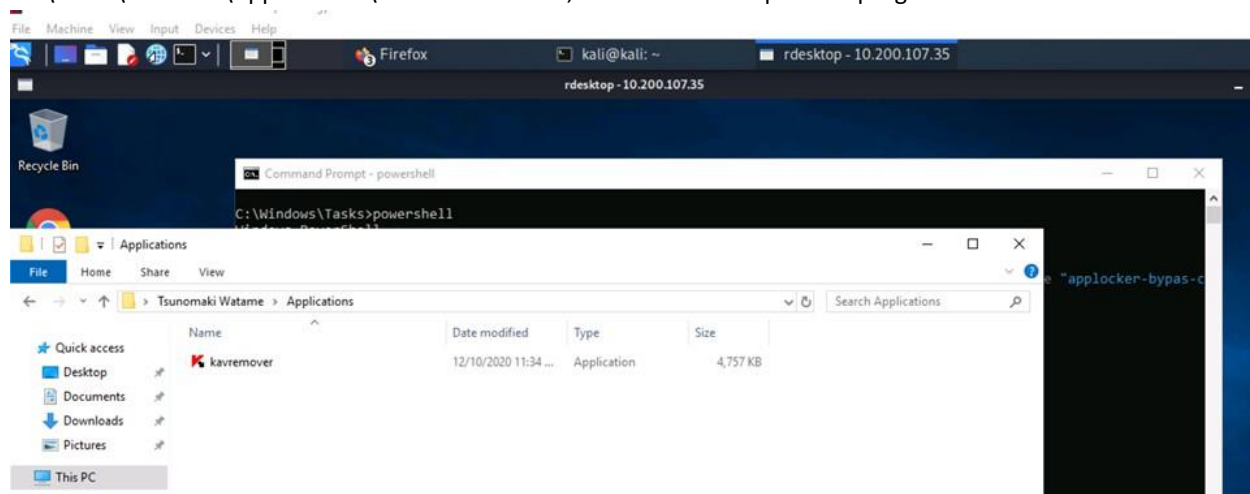 File Machine View Input Devices Help
Firefox
kali@kali: ~
rdesktop - 10.200.107.35
rdesktop - 10.200.107.35
Recycle Bin
Command Prompt - powershell
C:\Windows\Tasks>powershell
Windows PowerShell
e "applocker-bypas-c
Applications
File Home Share View
Tsunomaki Watame > Applications
Search Applications
Name Date modified Type Size
Quick access
kavremover 12/10/2020 11:34 ... Application 4,757 KB
Desktop
Documents
Downloads
Pictures
This PC